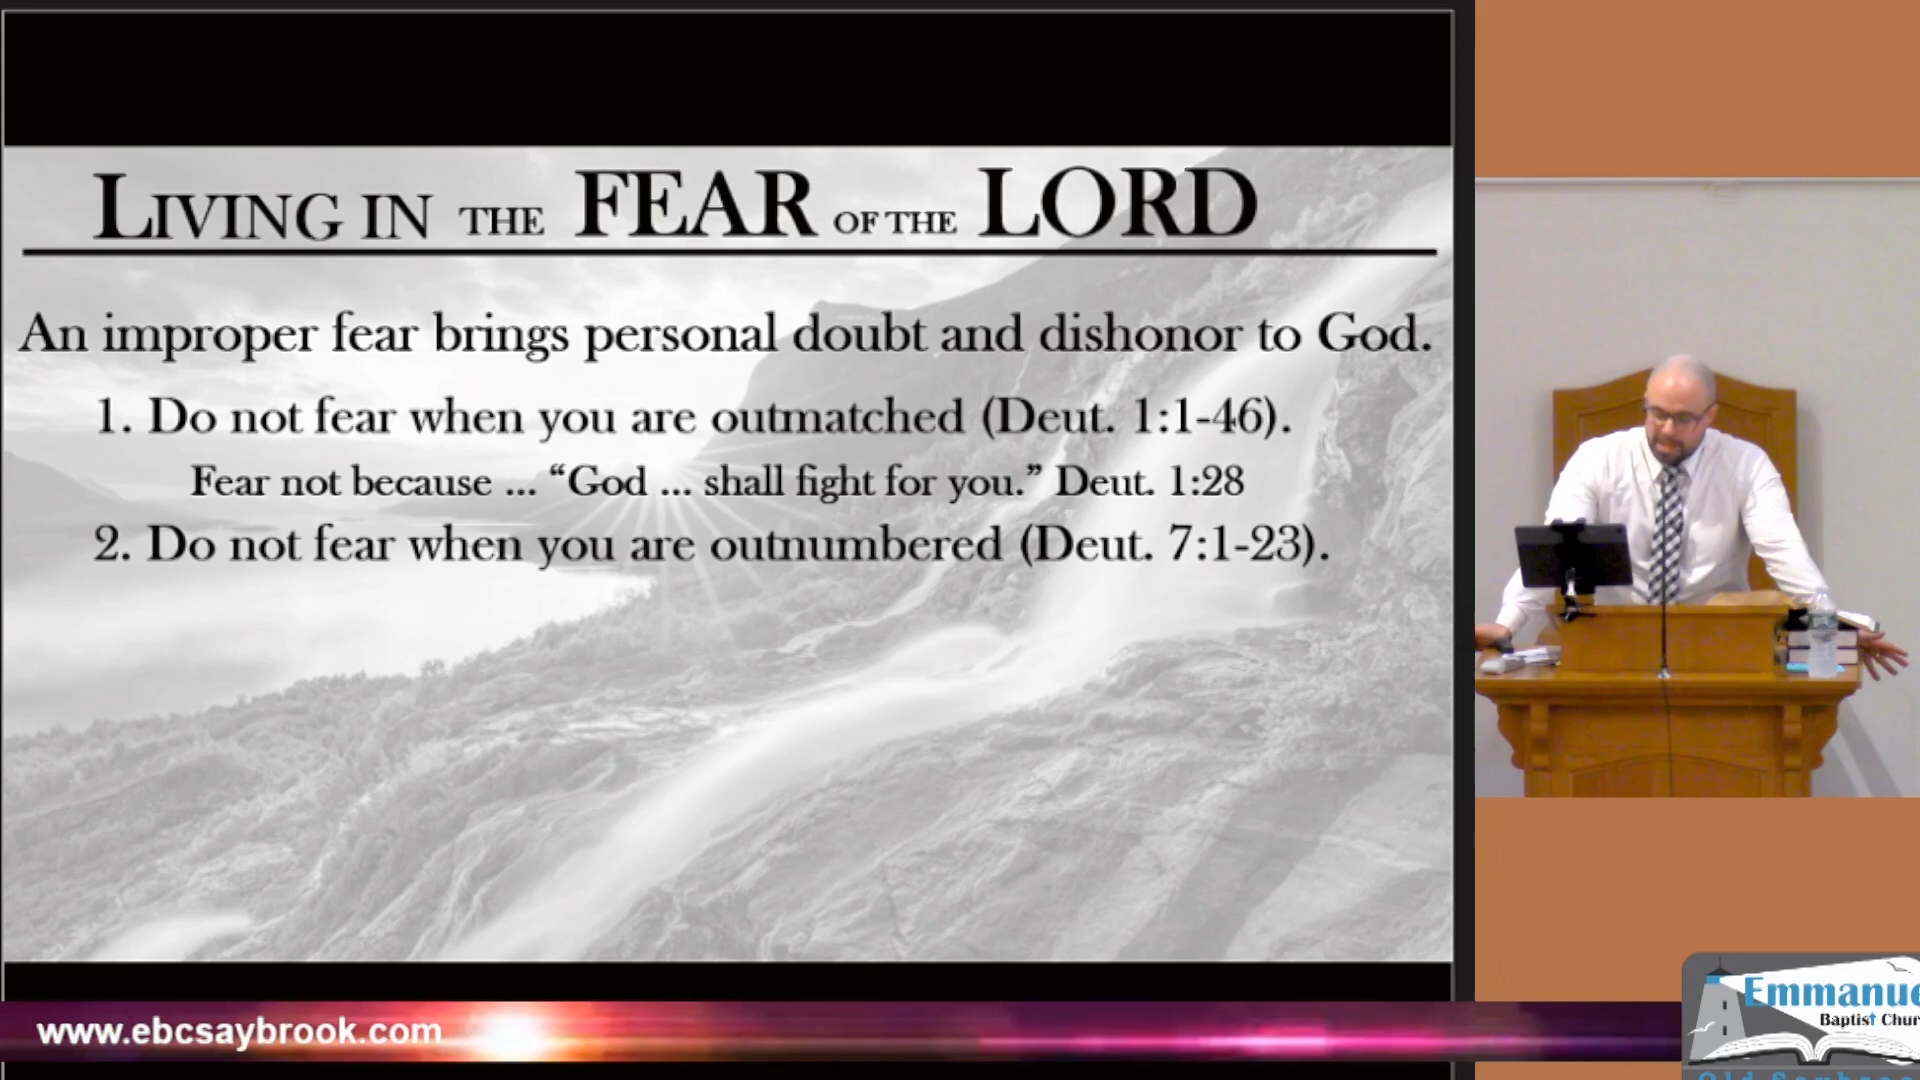 LIVING IN THE FEAR OF THE LORD
An improper fear brings personal doubt and dishonor to God.
1. Do not fear when you are outmatched (Deut. 1:1-46).
Fear not because ... “God ... shall fight for you.” Deut. 1:28
2. Do not fear when you are outnumbered (Deut. 7:1-23).
www.ebcsaybrook.com
Emmanue
Baptist Chur